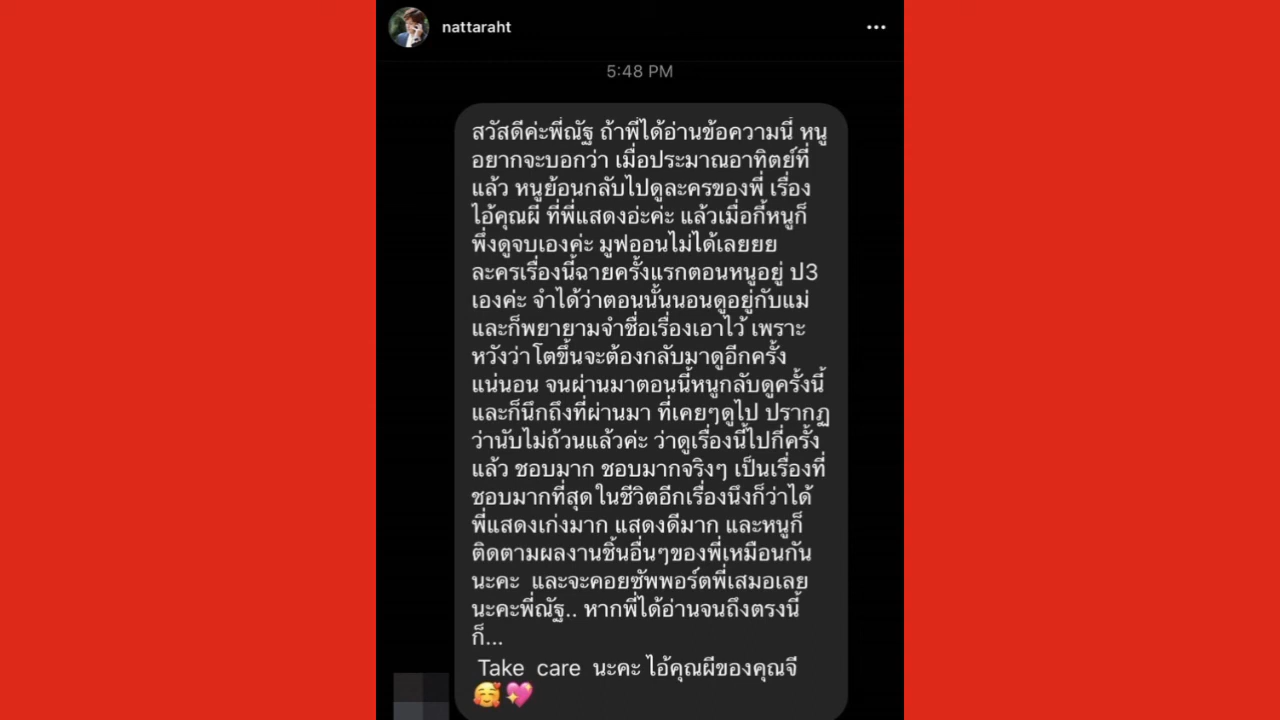 nattaraht
5:48 PM
สวัสดีค่ะพี่ณัฐ ถ้าพี่ได้อ่านข้อความนี้ หนู
อยากจะบอกว่า เมื่อประมาณอาทิตย์ที่
แล้ว หนูย้อนกลับไปดูละครของพี่ เรื่อง
ไอ้คุณผี ที่พี่แสดงอ่ะค่ะ แล้วเมื่อกี้หนูก็
พึ่งดูจบเองค่ะ มูฟออนไม่ได้เลยยย
ละครเรื่องนี้ฉายครั้งแรกตอนหนูอยู่ ป3
เองค่ะ จำได้ว่าตอนนั้นนอนดูอยู่กับแม่
และก็พยายามจำชื่อเรื่องเอาไว้ เพราะ
หวังว่าโตขึ้นจะต้องกลับมาดูอีกครั้ง
แน่นอน จนผ่านมาตอนนี้หนูกลับดูครั้งนี้
และก็นึกถึงที่ผ่านมา ที่เคยๆดูไป ปรากฏ
ว่านับไม่ถ้วนแล้วค่ะ ว่าดูเรื่องนี้ไปกี่ครั้ง
แล้ว ชอบมาก ชอบมากจริงๆ เป็นเรื่องที่
ชอบมากที่สุดในชีวิตอีกเรื่องนึงก็ว่าได้
พี่แสดงเก่งมาก แสดงดีมาก และหนูก็
ติดตามผลงานชิ้นอื่นๆของพี่เหมือนกัน
นะคะ และจะคอยซัพพอร์ตพี่เสมอเลย
นะคะพี่ณัฐ.. หากพี่ได้อ่านจนถึงตรงนี้
ก็...
Take care นะคะ ไอ้คุณผีของคุณจี
🥰💖